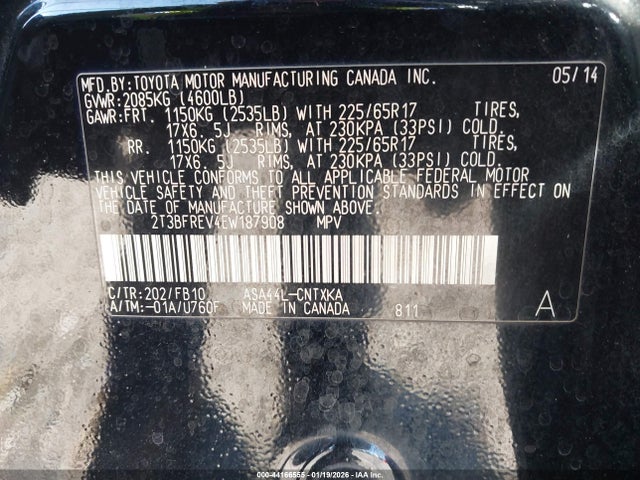 MFD.BY:TOYOTA MOTOR MANUFACTURING CANADA INC. 05/14
GVWR:2085KG (4600LB)
GAWR:FRT. 1150KG (2535LB) WITH 225/65R17 TIRES,
17X6.5J RIMS, AT 230KPA (33PSI) COLD.
RR. 1150KG (2535LB) WITH 225/65R17 TIRES,
17X6.5J RIMS, AT 230KPA (33PSI) COLD.
THIS VEHICLE CONFORMS TO ALL APPLICABLE FEDERAL MOTOR
VEHICLE SAFETY AND THEFT PREVENTION STANDARDS IN EFFECT ON
THE DATE OF MANUFACTURE SHOWN ABOVE.
2T3BFREV4EW187908 MPV
C/TR:202/FB10 ASA44L-CNTXKA
A/TM:-01A/U760F MADE IN CANADA 811 A
000-44166555 - 01/19/2026 - IAA Inc.